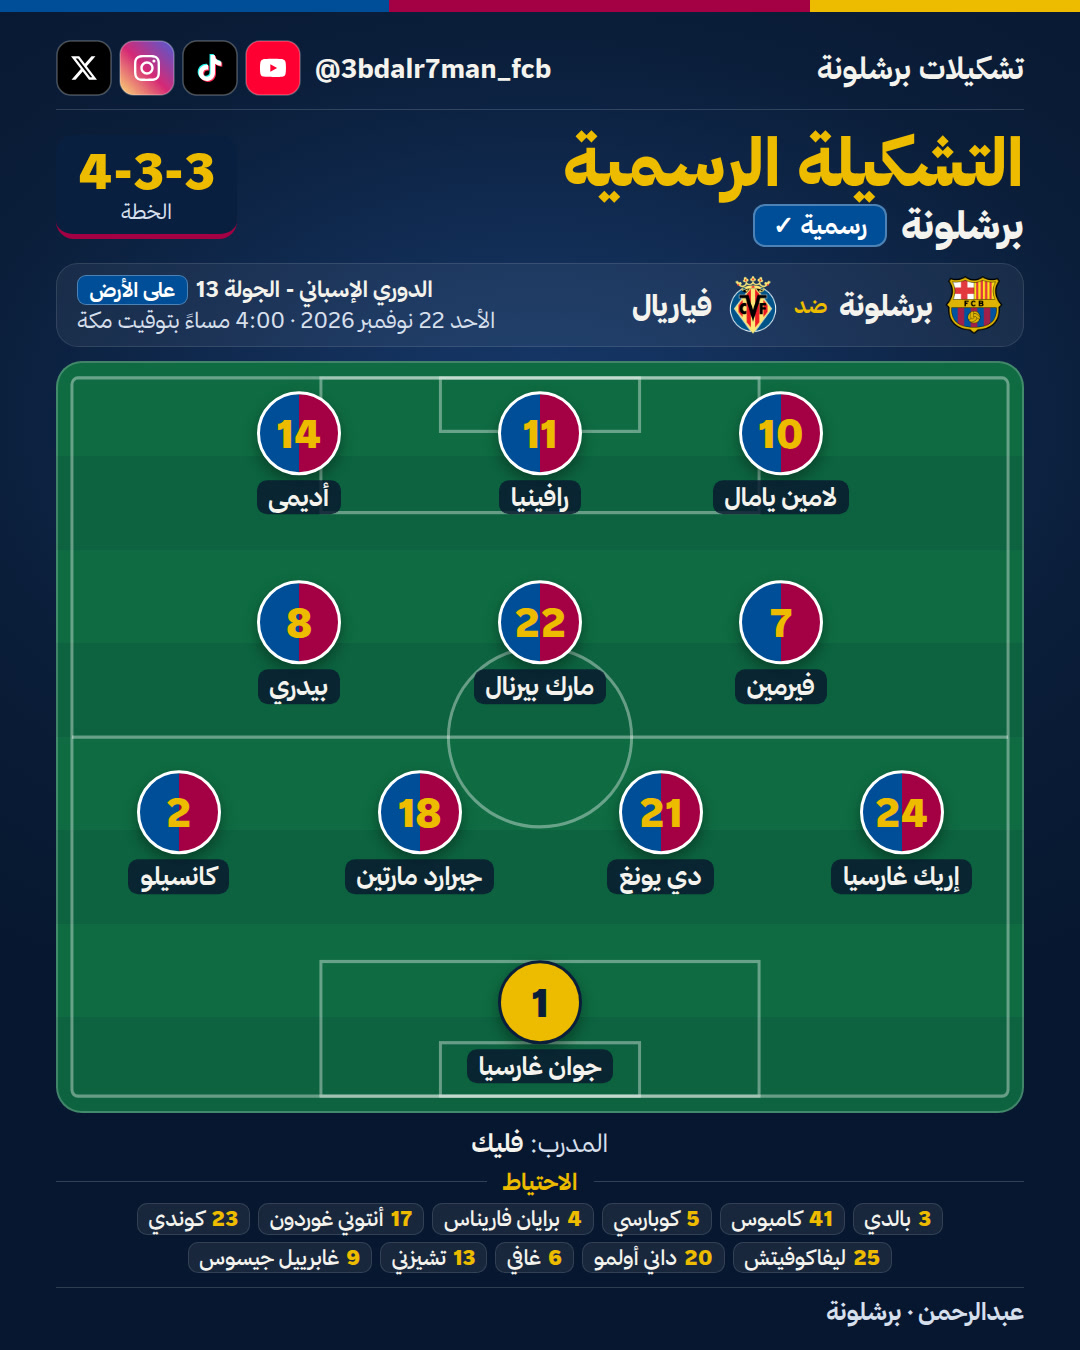 تشكيلات برشلونة
@3bdalr7man_fcb
التشكيلة الرسمية
برشلونة رسمية ✓
4-3-3
الخطة
برشلونة ضد فياريال
FCB
CVF
الدوري الإسباني - الجولة 13 على الأرض
الأحد 22 نوفمبر 2026 · 4:00 مساءً بتوقيت مكة
10
لامين يامال
11
رافينيا
14
أديمي
7
فيرمين
22
مارك بيرنال
8
بيدري
24
إريك غارسيا
21
دي يونغ
18
جيرارد مارتين
2
كانسيلو
1
جوان غارسيا
المدرب: فليك
الاحتياط
3 بالدي 41 كامبوس 5 كوبارسي 4 برايان فاريناس 17 أنتوني غوردون 23 كوندي
25 ليفاكوفيتش 20 داني أولمو 6 غافي 13 تشيزني 9 غابرييل جيسوس
عبدالرحمن · برشلونة